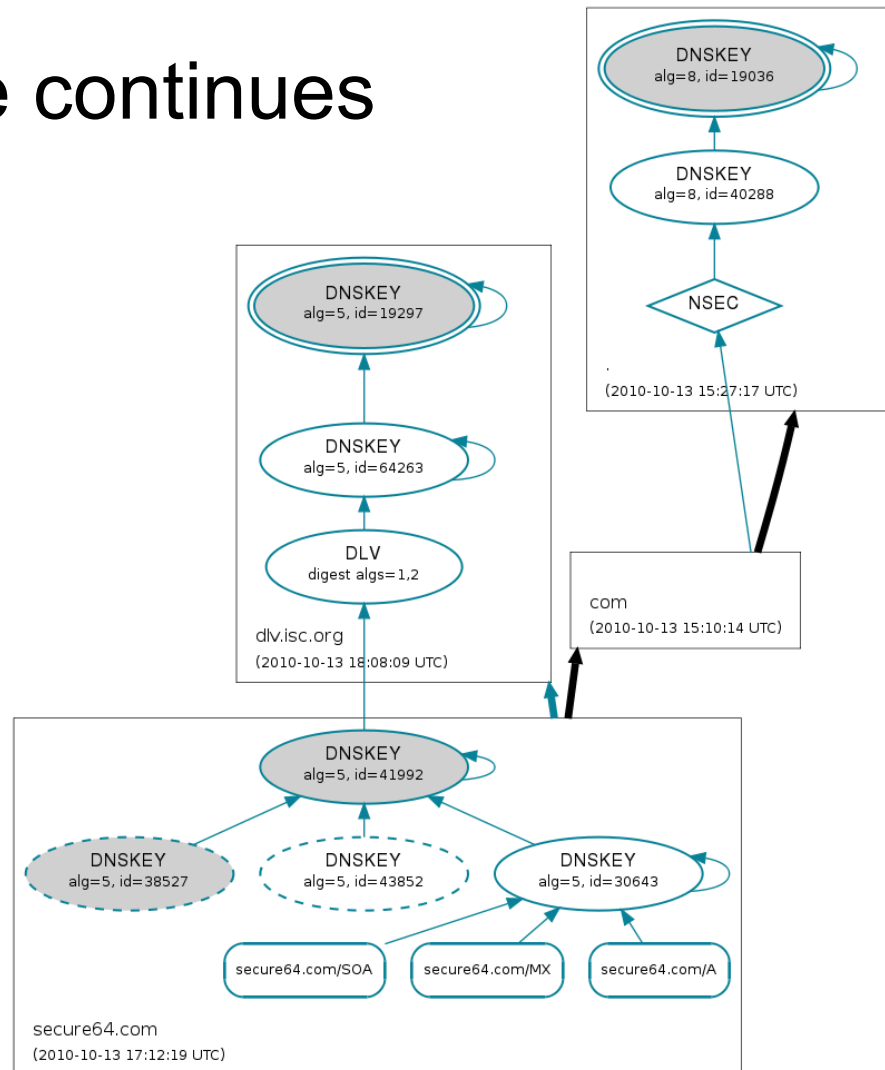 e continues
DNSKEY
alg=8, id=19036
DNSKEY
alg=8, id=40288
NSEC
.
(2010-10-13 15:27:17 UTC)
DNSKEY
alg=5, id=19297
DNSKEY
alg=5, id=64263
DLV
digest algs=1,2
dlv.isc.org
(2010-10-13 18:08:09 UTC)
com
(2010-10-13 15:10:14 UTC)
DNSKEY
alg=5, id=41992
DNSKEY
alg=5, id=38527
DNSKEY
alg=5, id=43852
DNSKEY
alg=5, id=30643
secure64.com/SOA
secure64.com/MX
secure64.com/A
secure64.com
(2010-10-13 17:12:19 UTC)